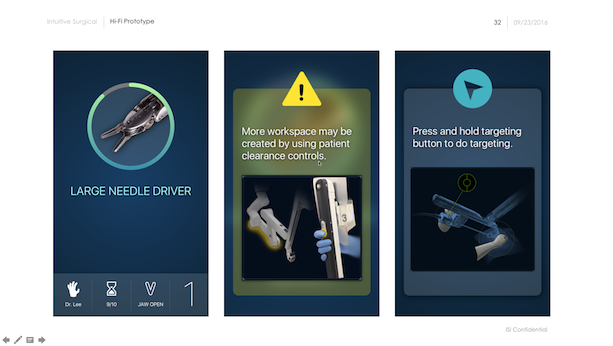 Intuitive Surgical
Hi-Fi Prototype
32
09/23/2016
LARGE NEEDLE DRIVER
Dr. Lee
9/10
JAW OPEN
1
More workspace may be
created by using patient
clearance controls.
3
Press and hold targeting
button to do targeting.
ISI Confidential